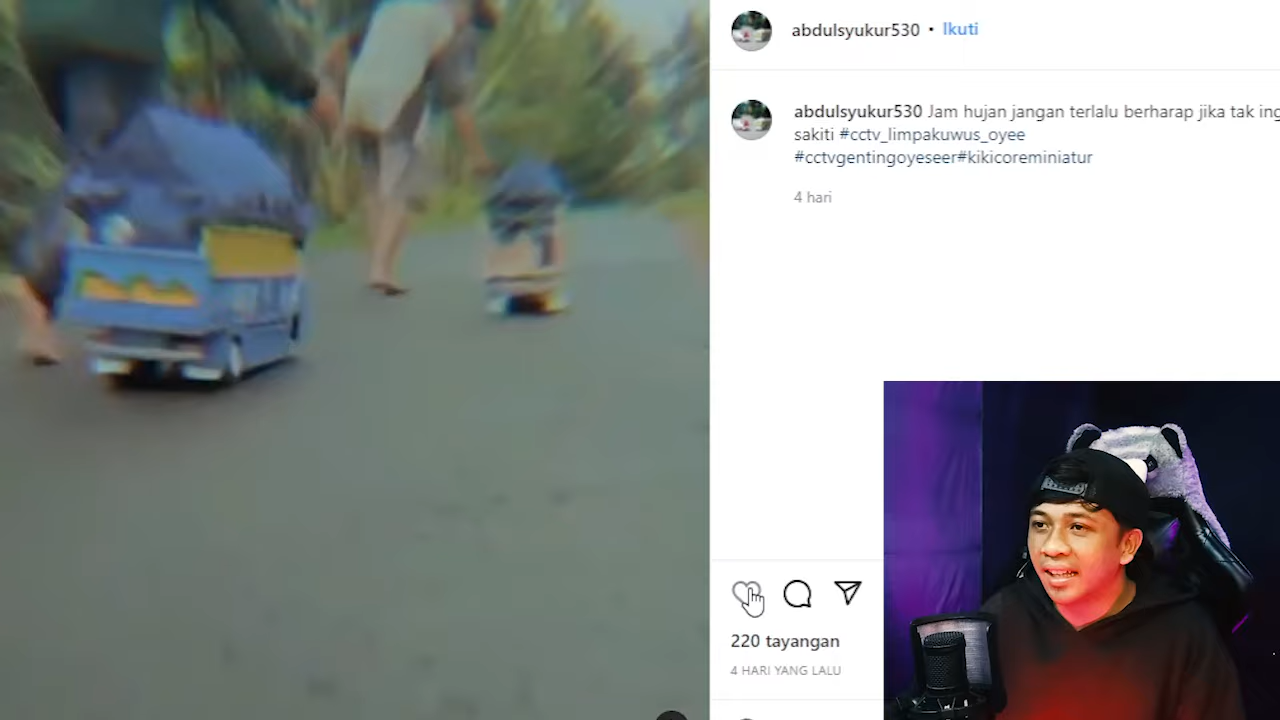 abdulsyukur530 • Ikuti
abdulsyukur530 Jam hujan jangan terlalu berharap jika tak
sakiti #cctv_limpakuwus_oyee
#cctvgentingoyeseer#kikicoreminiatur
4 hari
220 tayangan
4 HARI YANG LALU